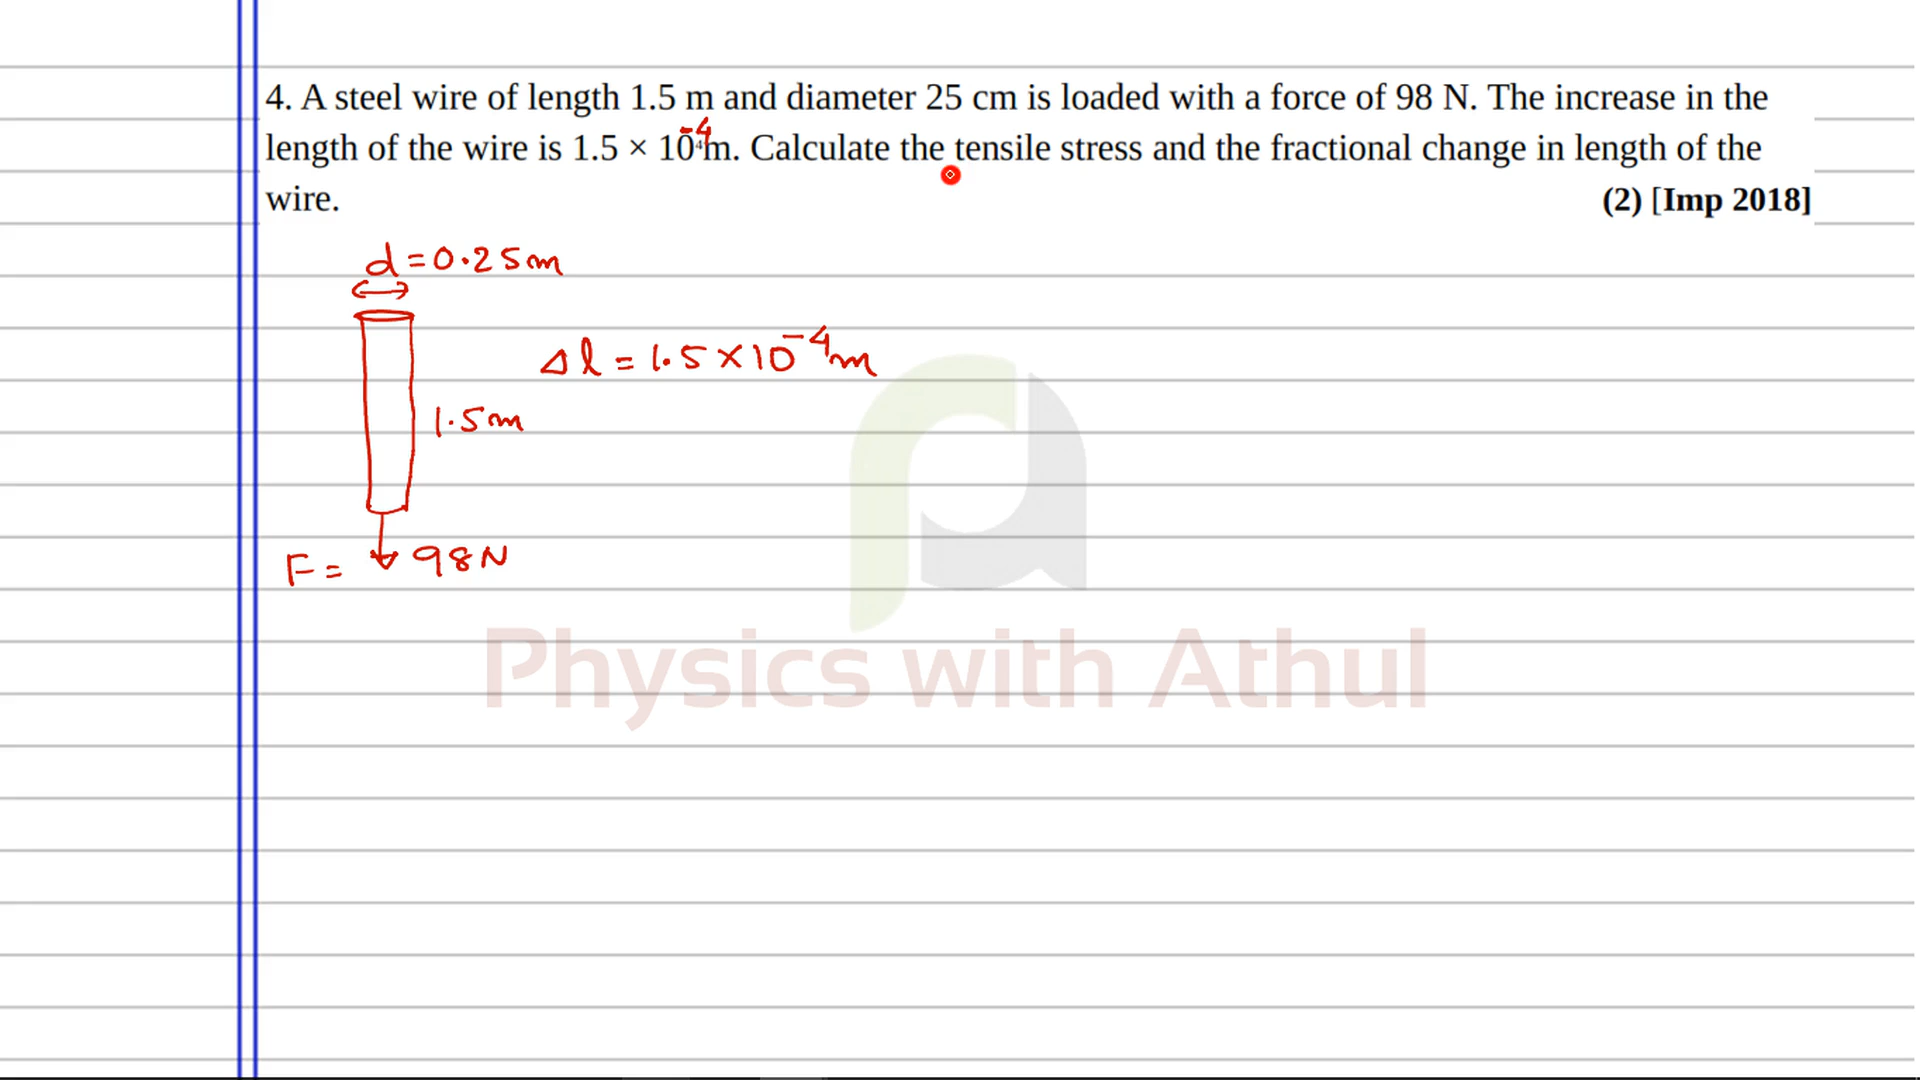 4. A steel wire of length 1.5 m and diameter 25 cm is loaded with a force of 98 N. The increase in the
length of the wire is 1.5 × 10⁻⁴m. Calculate the tensile stress and the fractional change in length of the
wire. (2) [Imp 2018]
d = 0.25m
Δl = 1.5 × 10⁻⁴m
1.5m
F = 98N
Physics with Athul